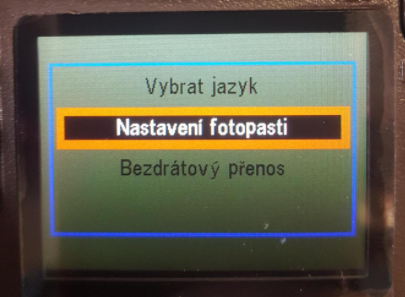 Vybrat jazyk
Nastavení fotopasti
Bezdrátový přenos